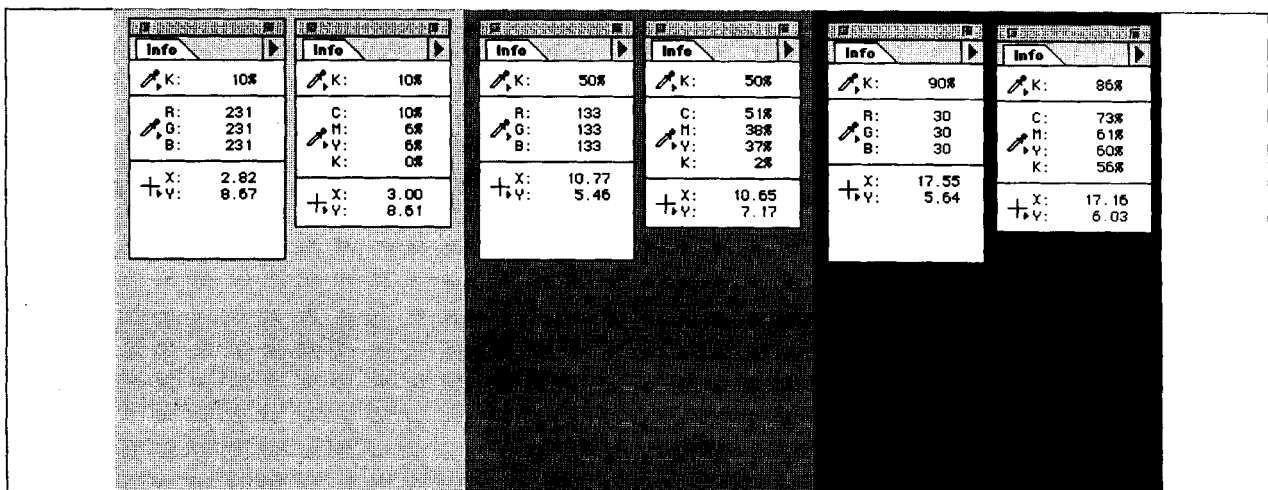 Info
K: 10%
R: 231
G: 231
B: 231
X: 2.82
Y: 8.67
Info
K: 10%
C: 10%
M: 6%
Y: 6%
K: 0%
X: 3.00
Y: 8.61
Info
K: 50%
R: 133
G: 133
B: 133
X: 10.77
Y: 5.46
Info
K: 50%
C: 51%
M: 38%
Y: 37%
K: 2%
X: 10.65
Y: 7.17
Info
K: 90%
R: 30
G: 30
B: 30
X: 17.55
Y: 5.64
Info
K: 86%
C: 73%
M: 61%
Y: 60%
K: 56%
X: 17.16
Y: 6.03